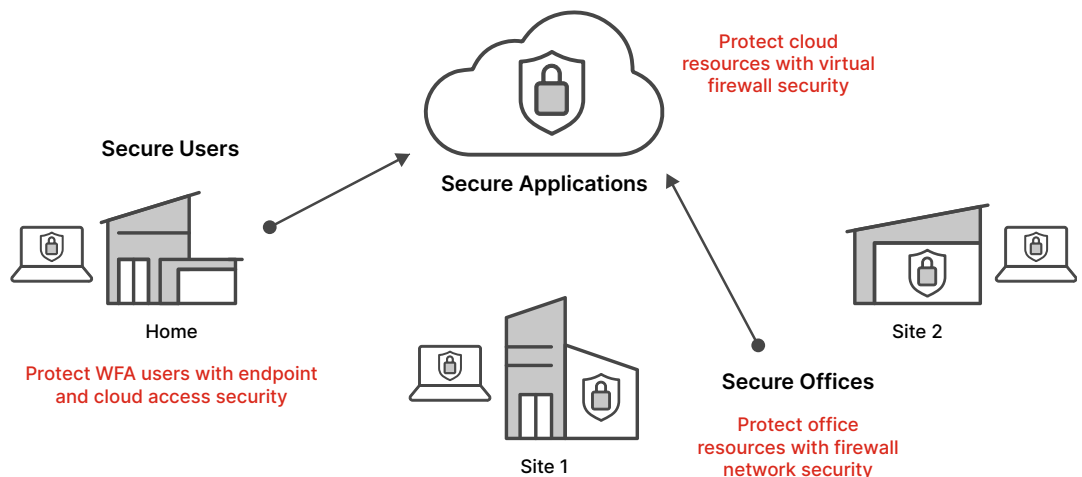 Protect cloud
resources with virtual
firewall security
Secure Users
Secure Applications
Home
Site 2
Protect WFA users with endpoint
and cloud access security
Secure Offices
Protect office
resources with firewall
network security
Site 1